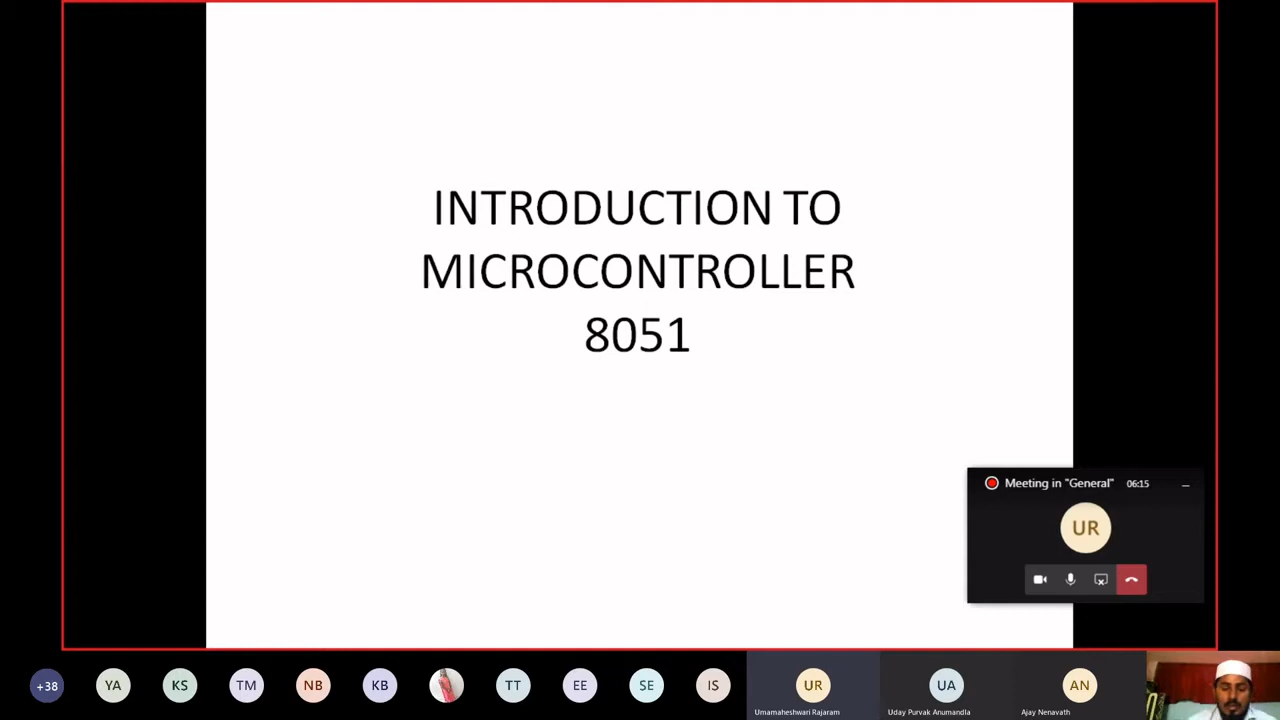 INTRODUCTION TO
MICROCONTROLLER
8051
Meeting in "General" 06:15
UR
+38
YA
KS
TM
NB
KB
TT
EE
SE
IS
UR
Umamaheshwari Rajaram
UA
Uday Purvak Anumandla
AN
Ajay Nenavath